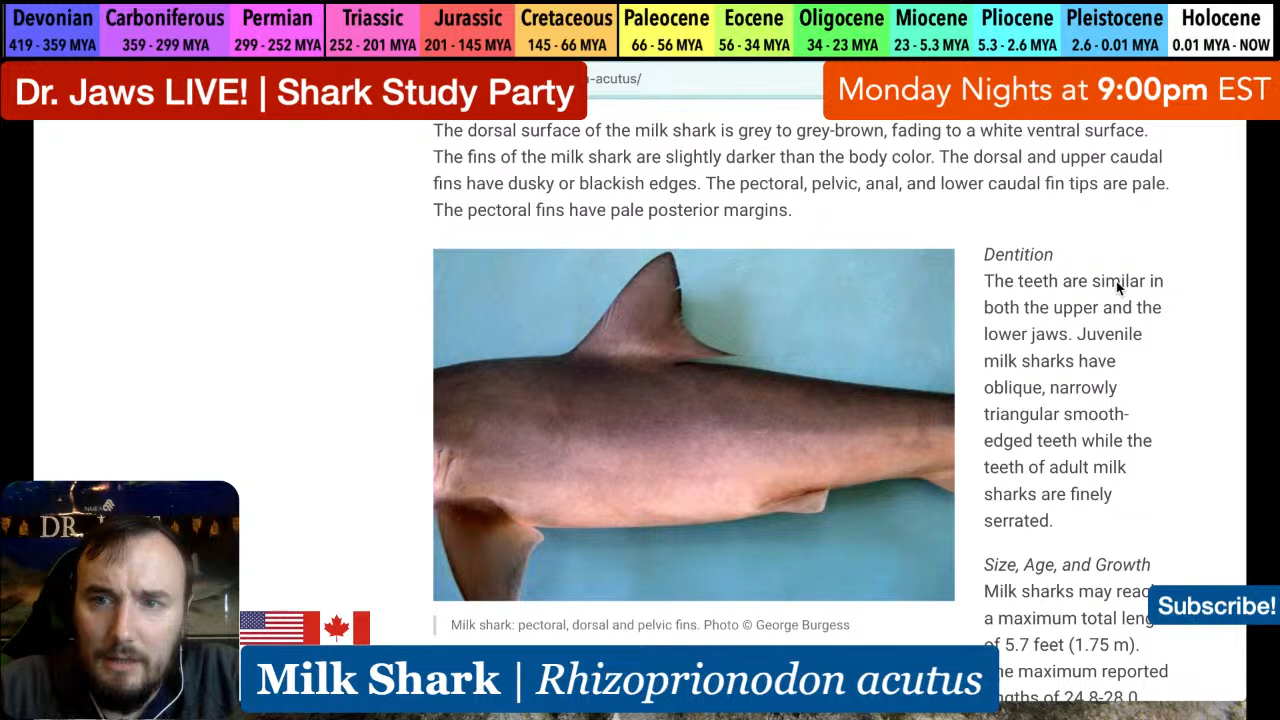 Devonian Carboniferous Permian Triassic Jurassic Cretaceous Paleocene Eocene Oligocene Miocene Pliocene Pleistocene Holocene
419 - 359 MYA 359 - 299 MYA 299 - 252 MYA 252 - 201 MYA 201 - 145 MYA 145 - 66 MYA 66 - 56 MYA 56 - 34 MYA 34 - 23 MYA 23 - 5.3 MYA 5.3 - 2.6 MYA 2.6 - 0.01 MYA 0.01 MYA - NOW
Dr. Jaws LIVE! | Shark Study Party
-acutus/
Monday Nights at 9:00pm EST
The dorsal surface of the milk shark is grey to grey-brown, fading to a white ventral surface.
The fins of the milk shark are slightly darker than the body color. The dorsal and upper caudal
fins have dusky or blackish edges. The pectoral, pelvic, anal, and lower caudal fin tips are pale.
The pectoral fins have pale posterior margins.
Dentition
The teeth are similar in
both the upper and the
lower jaws. Juvenile
milk sharks have
oblique, narrowly
triangular smooth-
edged teeth while the
teeth of adult milk
sharks are finely
serrated.
Size, Age, and Growth
Milk sharks may reac
a maximum total leng
of 5.7 feet (1.75 m).
The maximum reported
lengths of 24.8-28.0
Subscribe!
Milk shark: pectoral, dorsal and pelvic fins. Photo © George Burgess
DR.
Milk Shark | Rhizoprionodon acutus